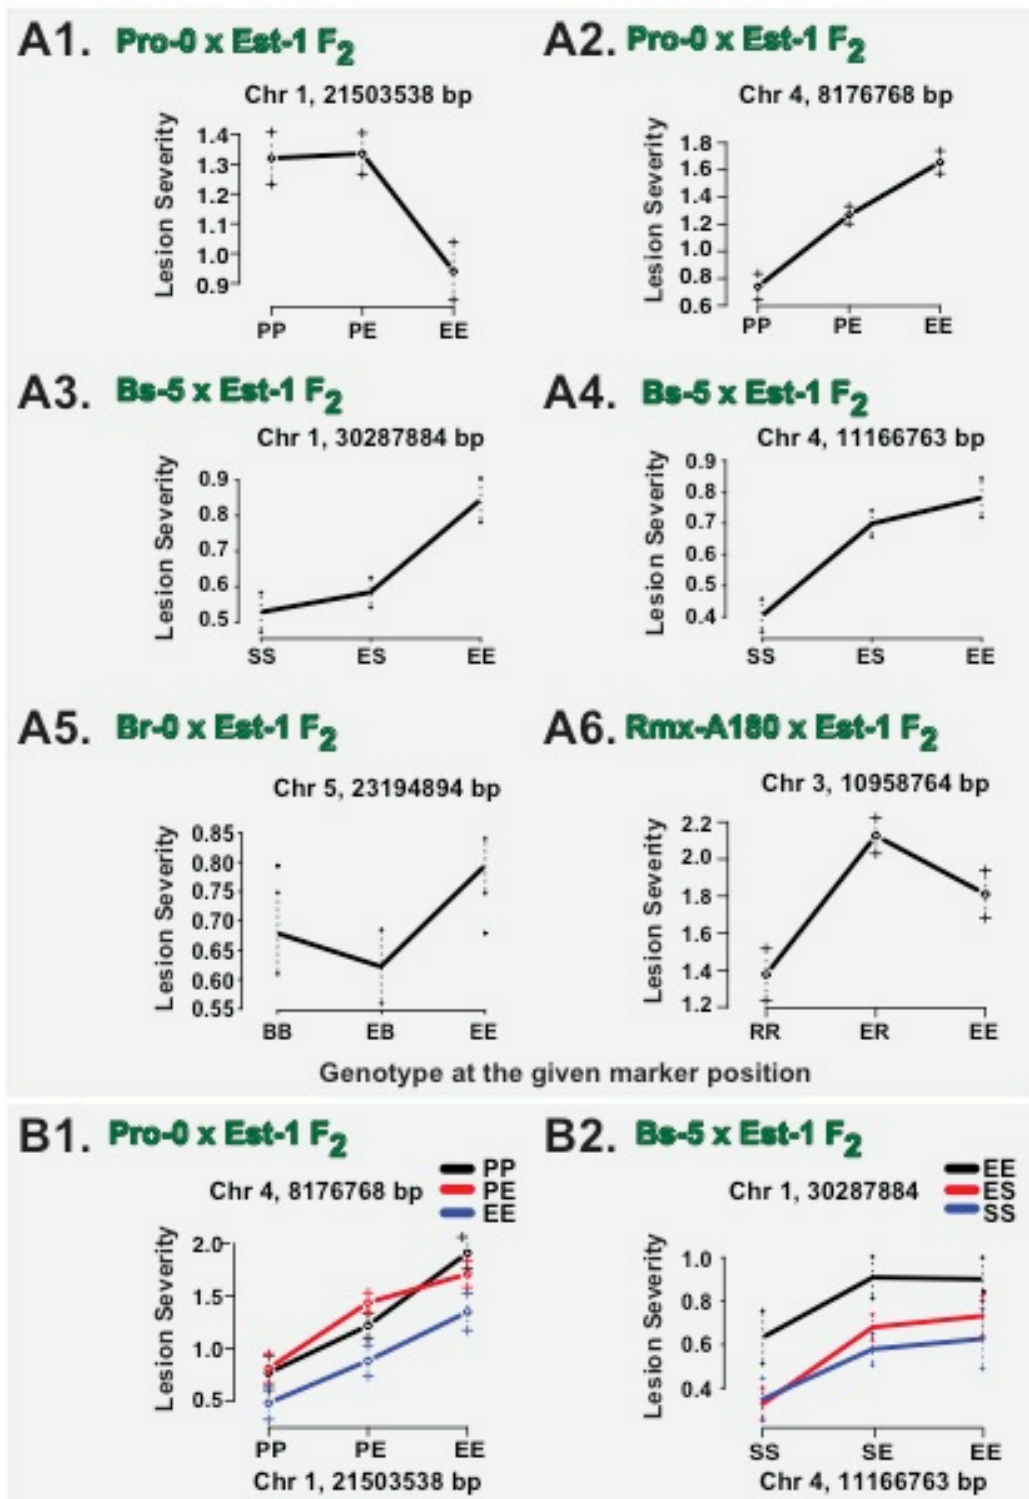 A1. Pro-0 x Est-1 F2
Chr 1, 21503538 bp
Lesion Severity
1.4
1.3
1.2
1.1
1.0
0.9
PP PE EE
A2. Pro-0 x Est-1 F2
Chr 4, 8176768 bp
Lesion Severity
1.8
1.6
1.4
1.2
1.0
0.8
0.6
PP PE EE
A3. Bs-5 x Est-1 F2
Chr 1, 30287884 bp
Lesion Severity
0.9
0.8
0.7
0.6
0.5
SS ES EE
A4. Bs-5 x Est-1 F2
Chr 4, 11166763 bp
Lesion Severity
0.9
0.8
0.7
0.6
0.5
0.4
SS ES EE
A5. Br-0 x Est-1 F2
Chr 5, 23194894 bp
Lesion Severity
0.85
0.80
0.75
0.70
0.65
0.60
0.55
BB EB EE
A6. Rmx-A180 x Est-1 F2
Chr 3, 10958764 bp
Lesion Severity
2.2
2.0
1.6
1.4
1.2
RR ER EE
Genotype at the given marker position
B1. Pro-0 x Est-1 F2
PP
Chr 4, 8176768 bp PE
EE
Lesion Severity
2.0
1.5
1.0
0.5
PP PE EE
Chr 1, 21503538 bp
B2. Bs-5 x Est-1 F2
EE
Chr 1, 30287884 ES
SS
Lesion Severity
1.0
0.8
0.6
0.4
SS SE EE
Chr 4, 11166763 bp